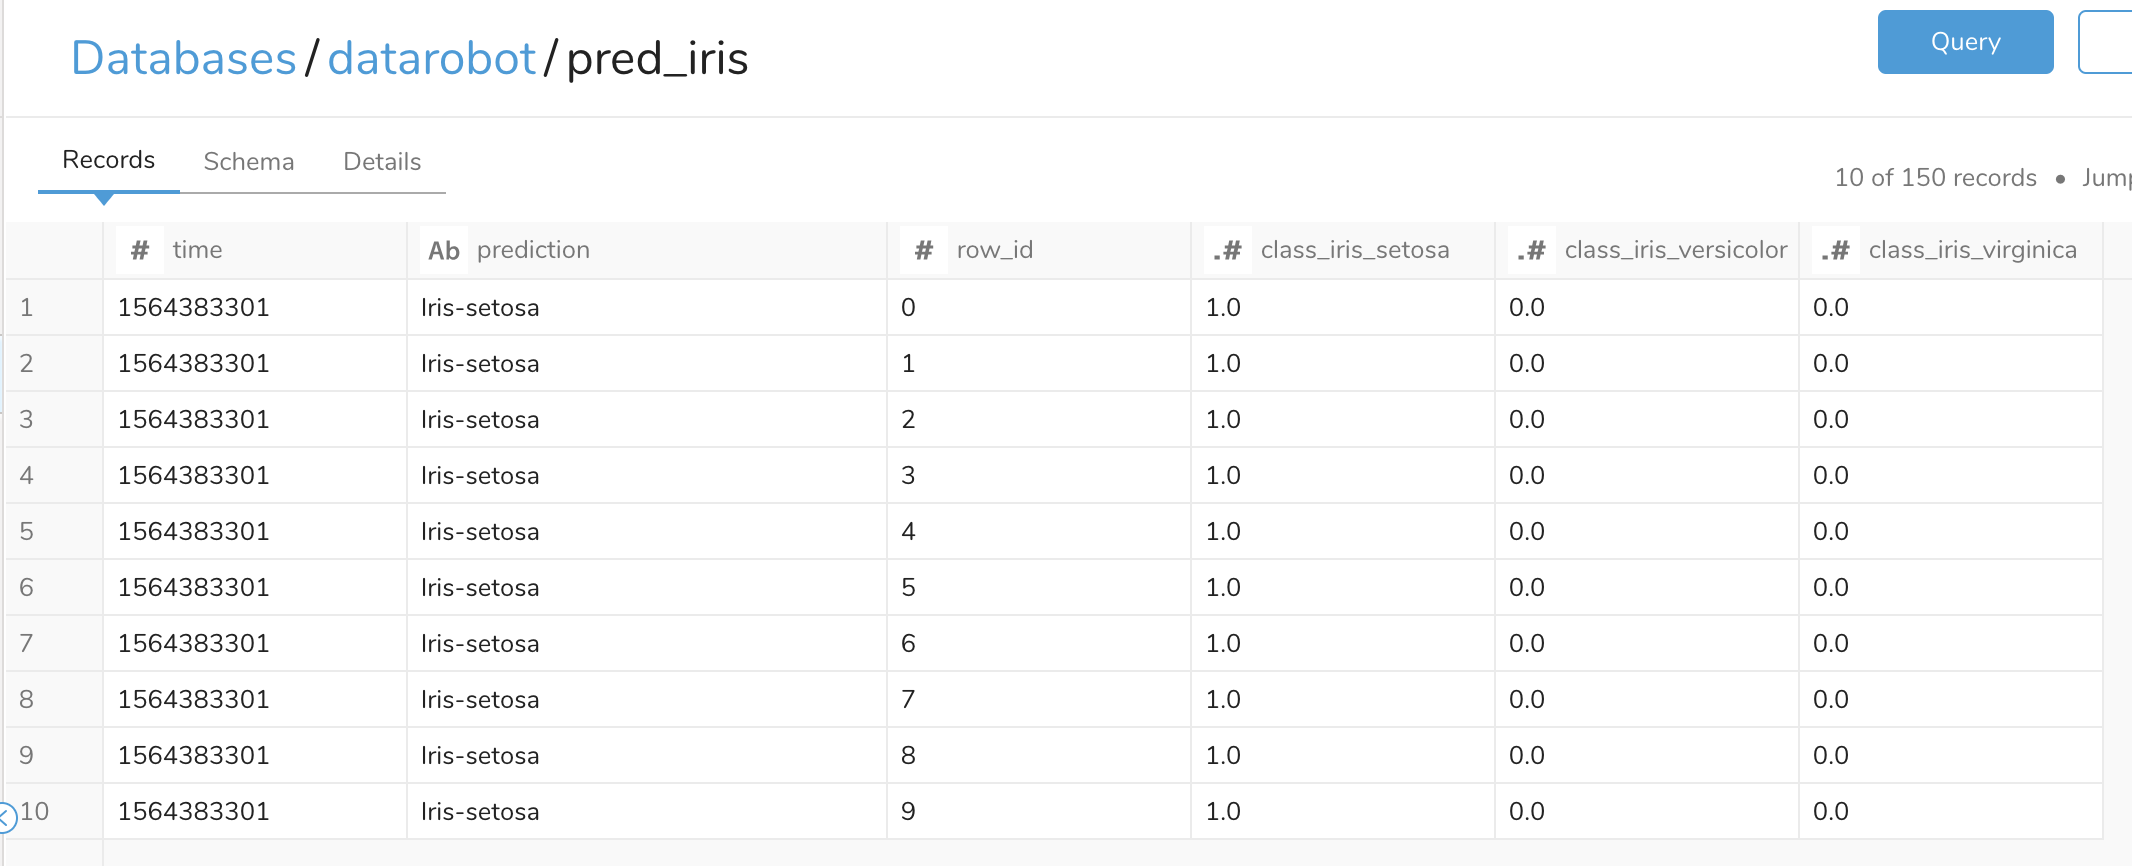 Databases/datarobot/pred_iris
Query
Records Schema Details
10 of 150 records • Jump
# time Ab prediction # row_id .# class_iris_setosa .# class_iris_versicolor .# class_iris_virginica
1 1564383301 Iris-setosa 0 1.0 0.0 0.0
2 1564383301 Iris-setosa 1 1.0 0.0 0.0
3 1564383301 Iris-setosa 2 1.0 0.0 0.0
4 1564383301 Iris-setosa 3 1.0 0.0 0.0
5 1564383301 Iris-setosa 4 1.0 0.0 0.0
6 1564383301 Iris-setosa 5 1.0 0.0 0.0
7 1564383301 Iris-setosa 6 1.0 0.0 0.0
8 1564383301 Iris-setosa 7 1.0 0.0 0.0
9 1564383301 Iris-setosa 8 1.0 0.0 0.0
10 1564383301 Iris-setosa 9 1.0 0.0 0.0